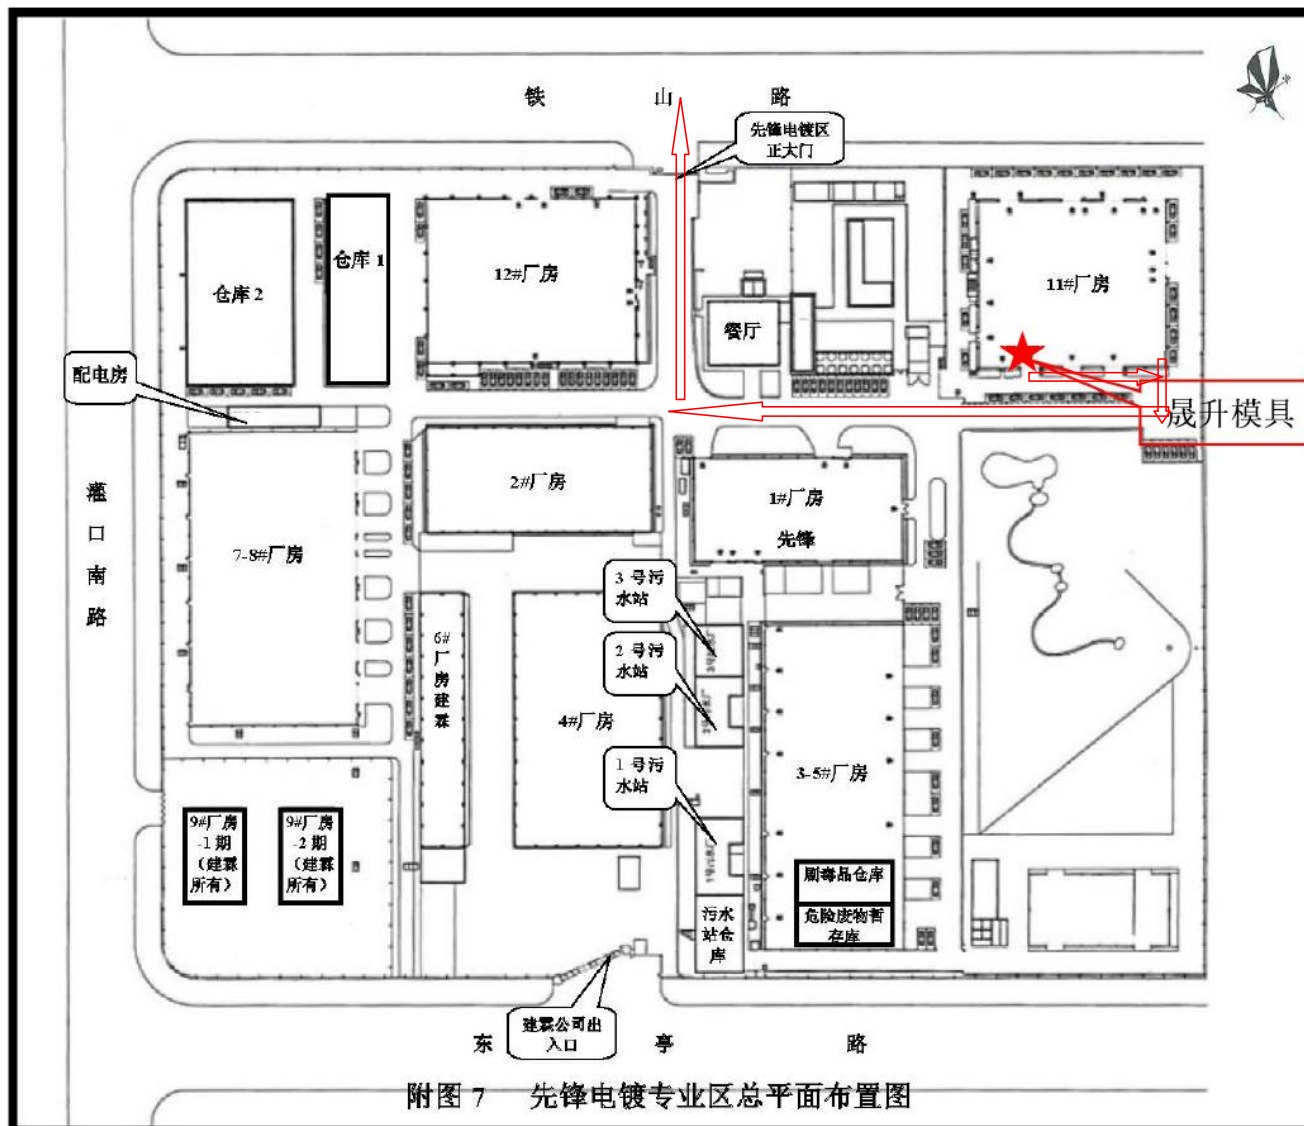 铁山路
先锋电镀区
正大门
仓库 2
仓库 1
12#厂房
餐厅
11#厂房
晟升模具
配电房
灌口南路
7-8#厂房
2#厂房
1#厂房
先锋
3 号污
水站
2 号污
水站
1 号污
水站
6#
厂
房
建
霖
4#厂房
3-5#厂房
9#厂房
-1 期
（建霖
所有）
9#厂房
-2 期
（建霖
所有）
剧毒品仓库
危险废物暂
存库
污水
站仓
库
建霖公司出
入口
东亭路
附图 7 先锋电镀专业区总平面布置图